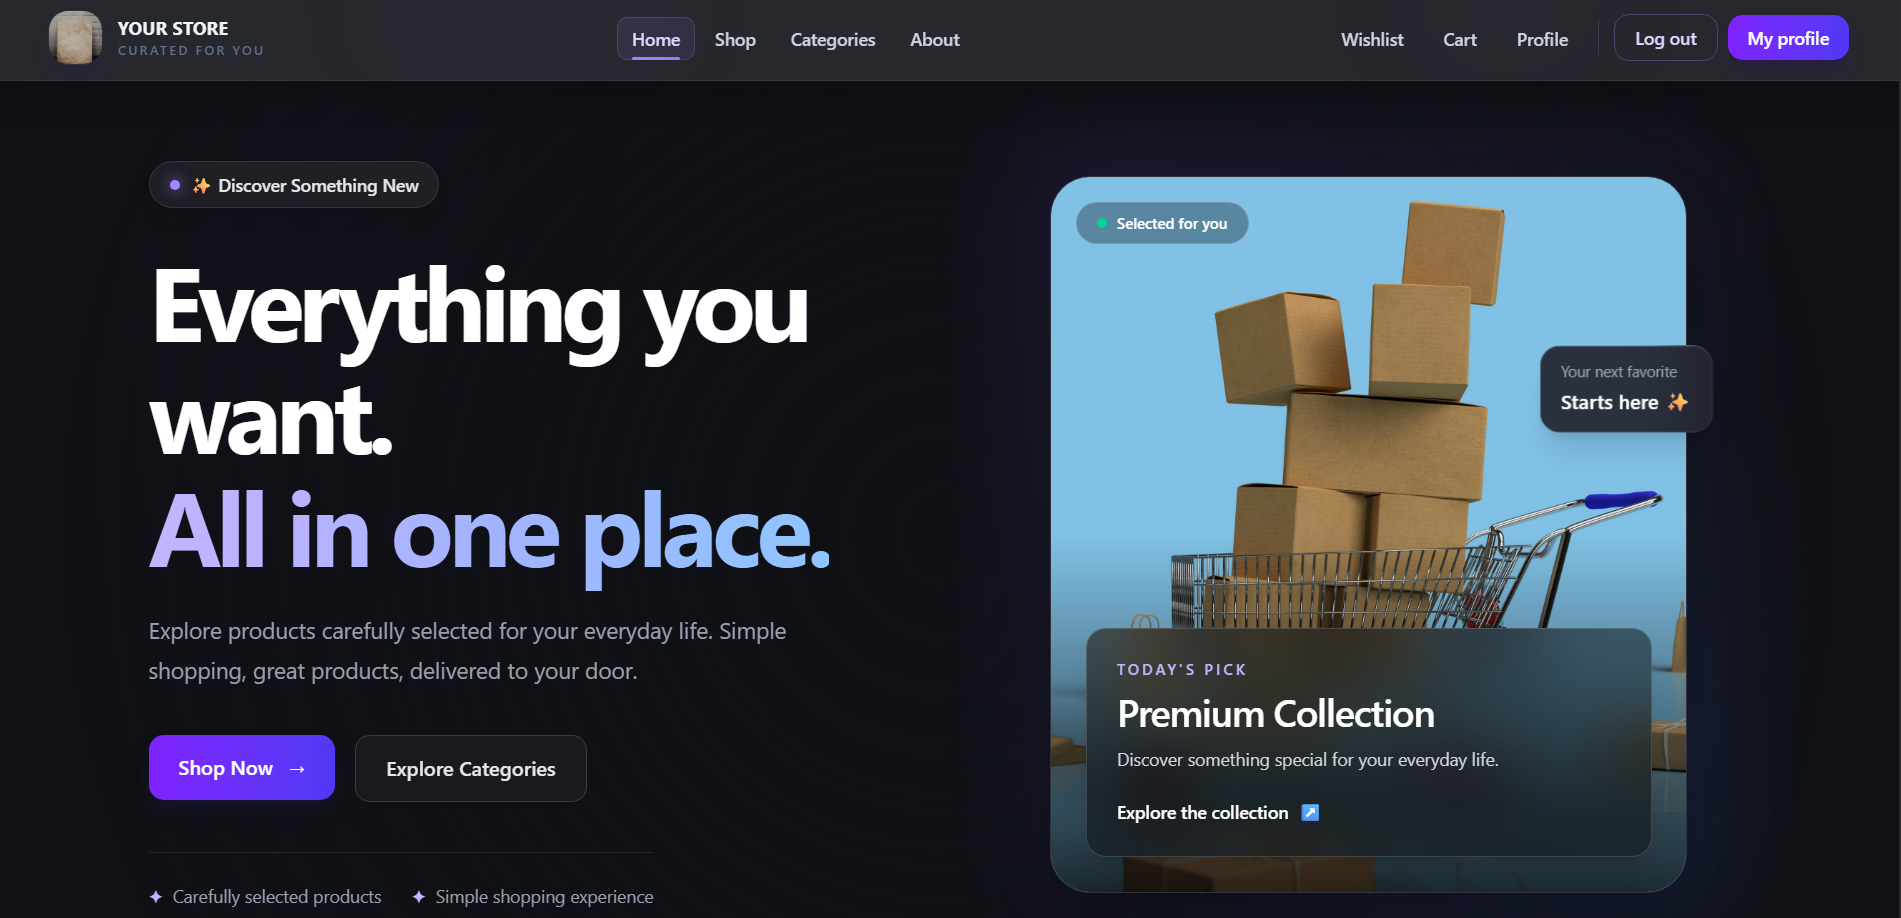 YOUR STORE
CURATED FOR YOU
Home
Shop
Categories
About
Wishlist
Cart
Profile
Log out
My profile
✨ Discover Something New
Everything you
want.
All in one place.
Explore products carefully selected for your everyday life. Simple
shopping, great products, delivered to your door.
Shop Now →
Explore Categories
✦ Carefully selected products
✦ Simple shopping experience
Selected for you
Your next favorite
Starts here ✨
TODAY'S PICK
Premium Collection
Discover something special for your everyday life.
Explore the collection ↗